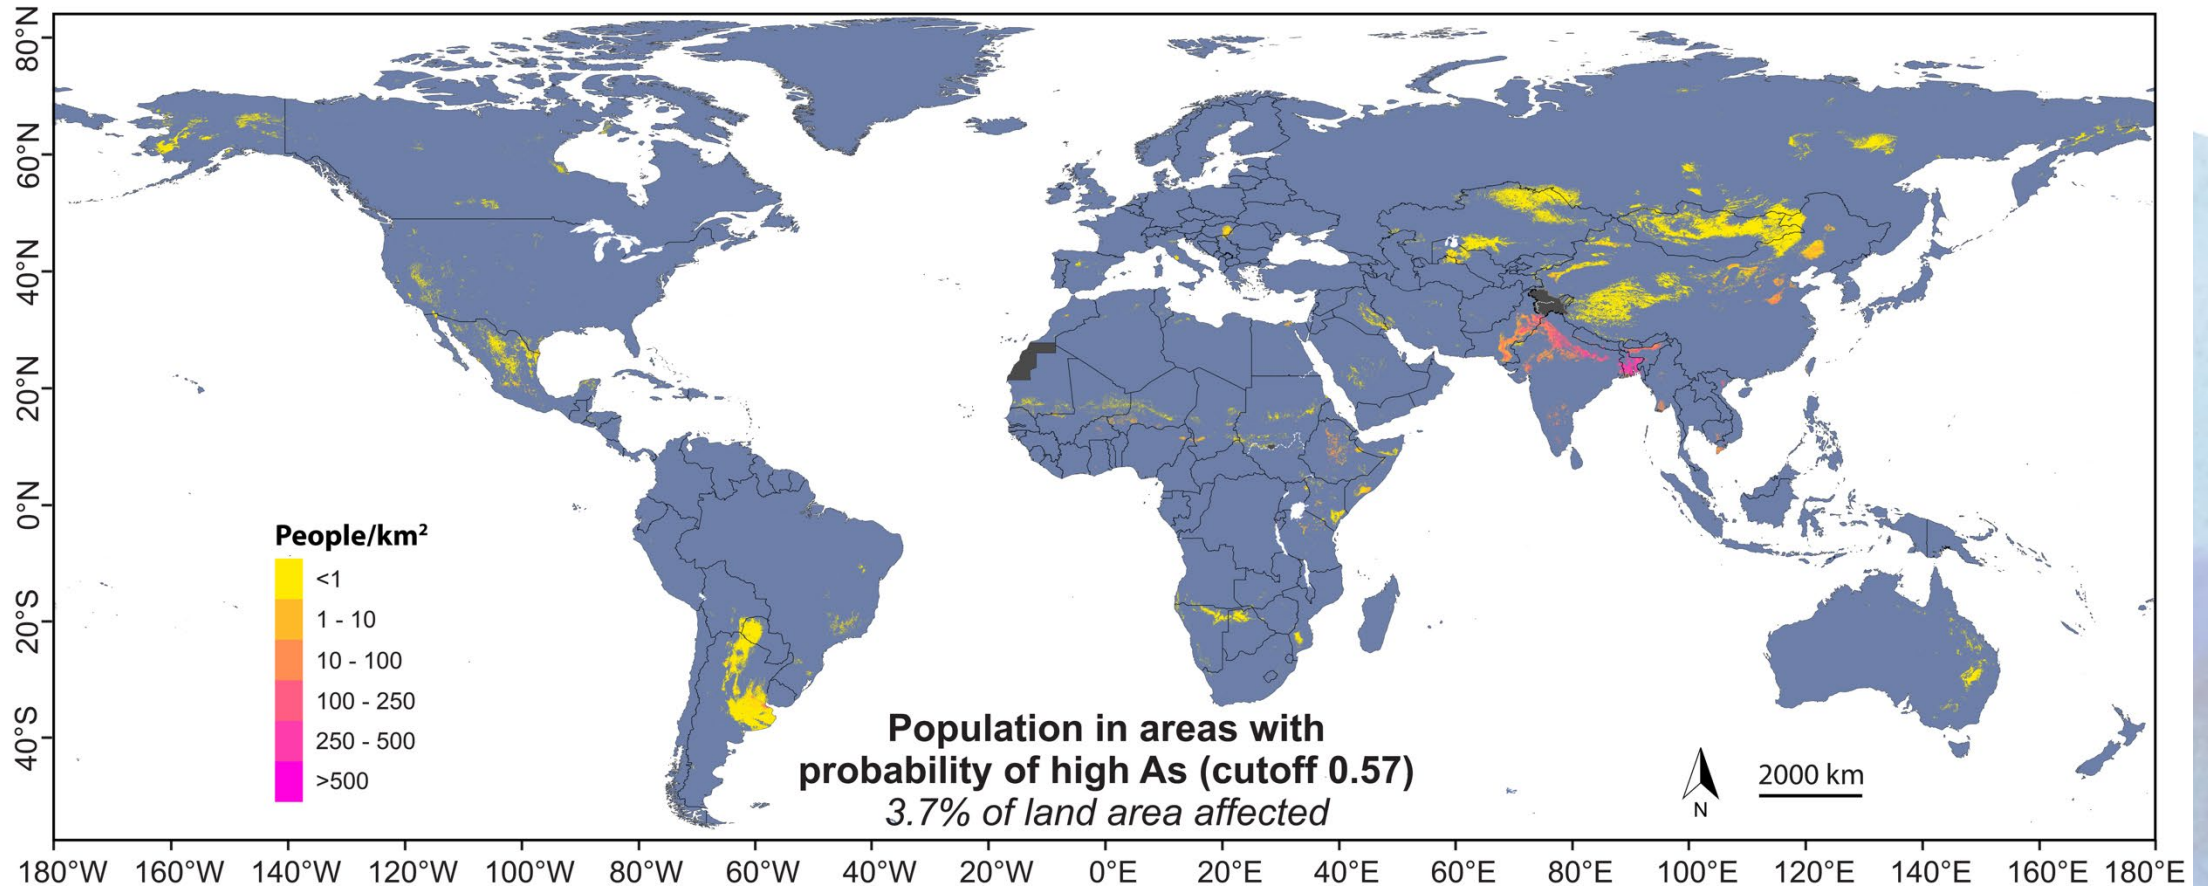 80°N
60°N
40°N
20°N
0°N
20°S
40°S
People/km²
<1
1 - 10
10 - 100
100 - 250
250 - 500
>500
Population in areas with
probability of high As (cutoff 0.57)
3.7% of land area affected
N
2000 km
180°W 160°W 140°W 120°W 100°W 80°W 60°W 40°W 20°W 0°E 20°E 40°E 60°E 80°E 100°E 120°E 140°E 160°E 180°E